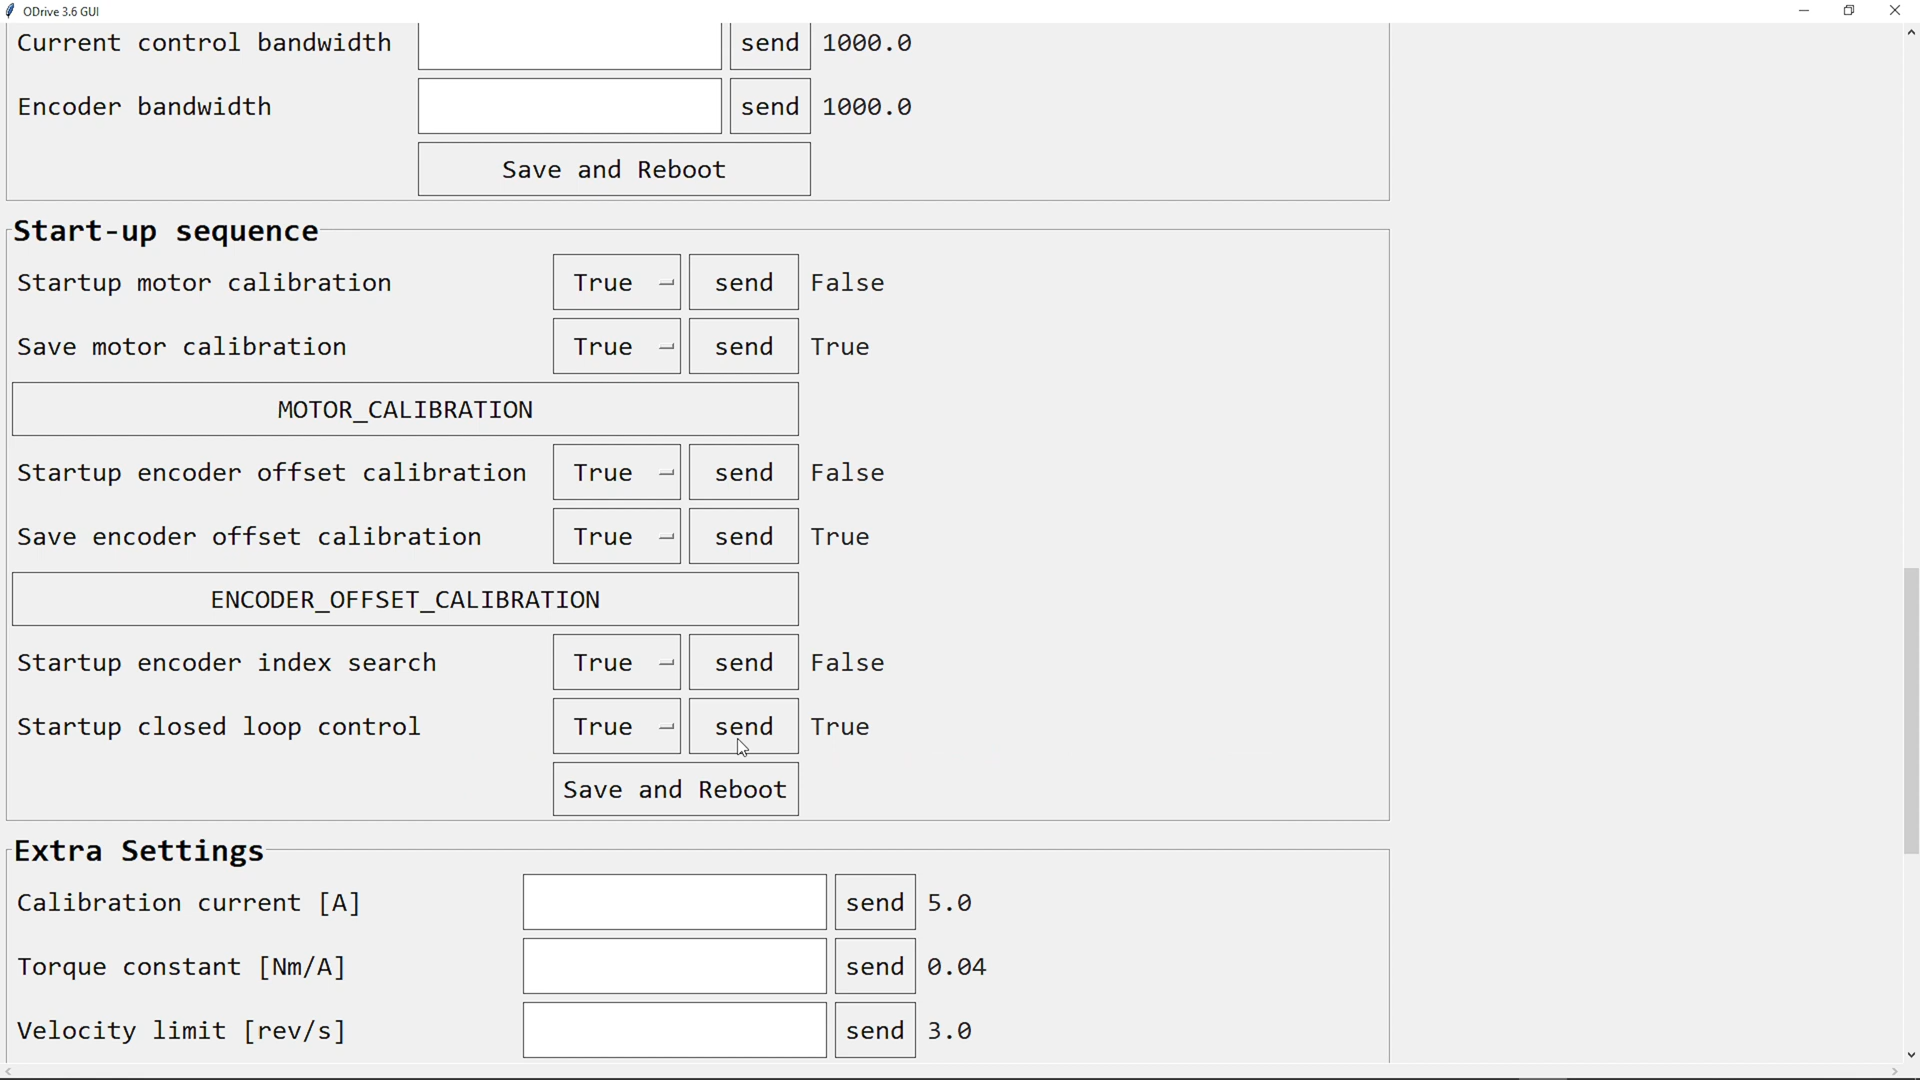 ODrive 3.6 GUI
Current control bandwidth send 1000.0
Encoder bandwidth send 1000.0
Save and Reboot
Start-up sequence
Startup motor calibration True send False
Save motor calibration True send True
MOTOR_CALIBRATION
Startup encoder offset calibration True send False
Save encoder offset calibration True send True
ENCODER_OFFSET_CALIBRATION
Startup encoder index search True send False
Startup closed loop control True send True
Save and Reboot
Extra Settings
Calibration current [A] send 5.0
Torque constant [Nm/A] send 0.04
Velocity limit [rev/s] send 3.0